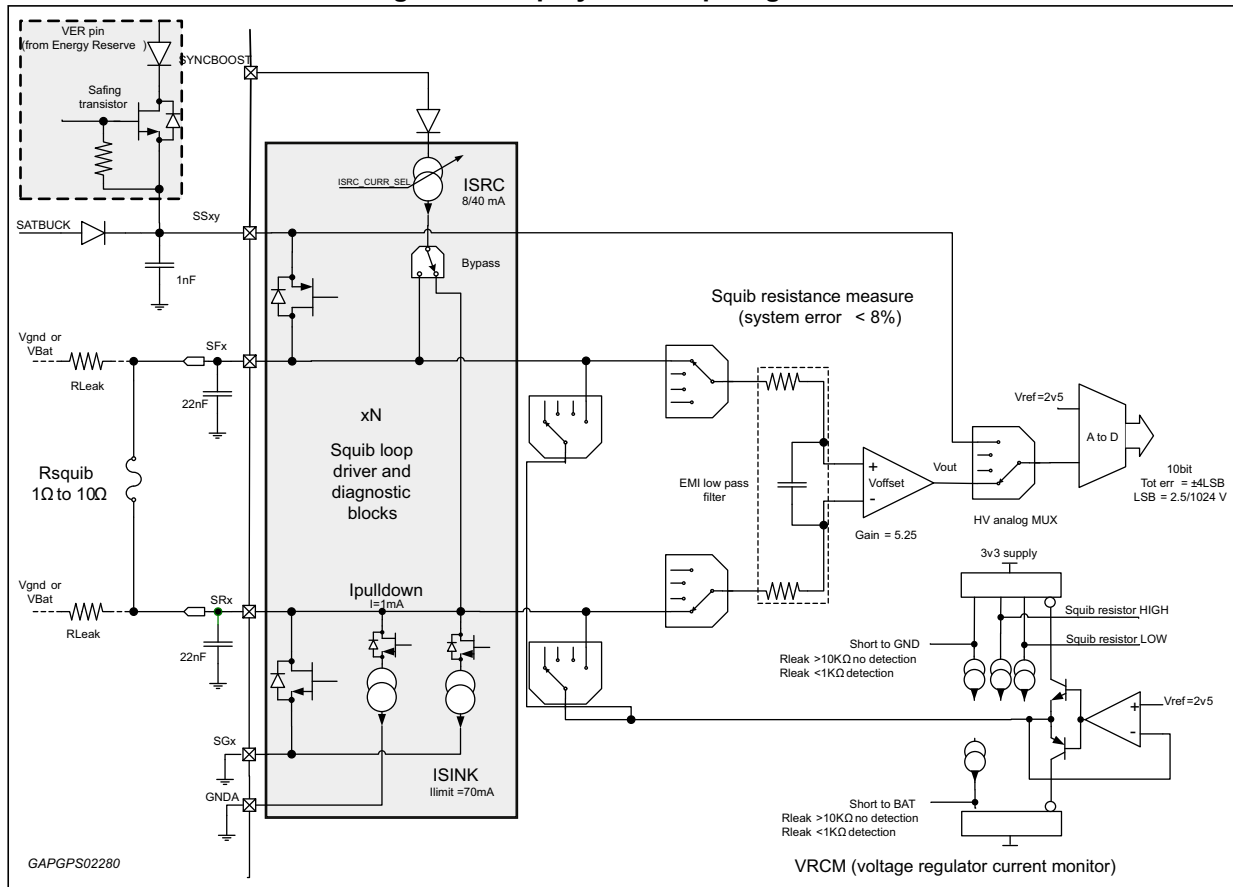 VER pin
(from Energy Reserve )
SYNCBOOST
Safing
transistor
ISRC_CURR_SEL
ISRC
8/40 mA
SATBUCK
SSxy
Bypass
1nF
Squib resistance measure
(system error < 8%)
Vgnd or
VBat
SFx
RLeak
22nF
Vref=2v5
A to D
xN
Squib loop
driver and
diagnostic
blocks
Rsquib
1Ω to 10Ω
EMI low pass
filter
+
-
Voffset
Vout
Gain = 5.25
HV analog MUX
10bit
Tot err = ±4LSB
LSB = 2.5/1024 V
3v3 supply
Vgnd or
VBat
SRx
RLeak
22nF
Ipulldown
I=1mA
Squib resistor HIGH
Squib resistor LOW
Short to GND
Rleak >10KΩ no detection
Rleak <1KΩ detection
+
-
Vref=2v5
SGx
GNDA
ISINK
Ilimit =70mA
Short to BAT
Rleak >10KΩ no detection
Rleak <1KΩ detection
VRCM (voltage regulator current monitor)
GAPGPS02280